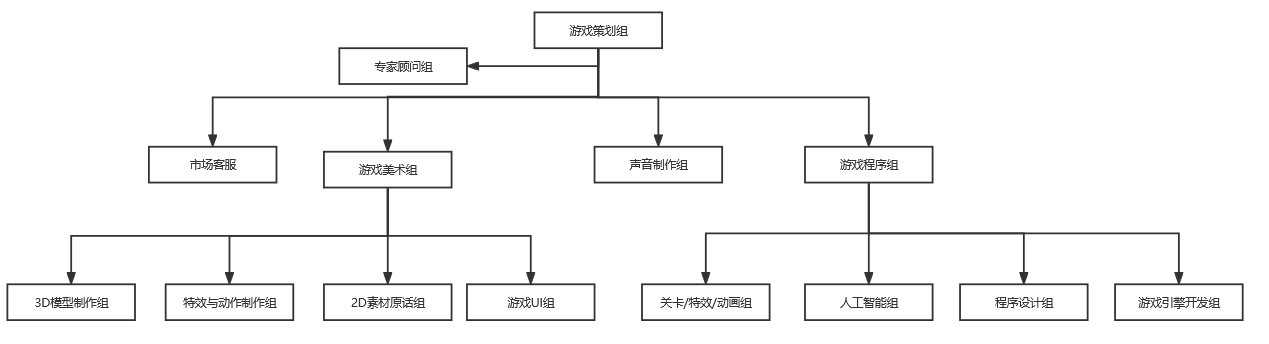 游戏策划组
专家顾问组
市场客服
游戏美术组
声音制作组
游戏程序组
3D模型制作组
特效与动作制作组
2D素材原话组
游戏UI组
关卡/特效/动画组
人工智能组
程序设计组
游戏引擎开发组